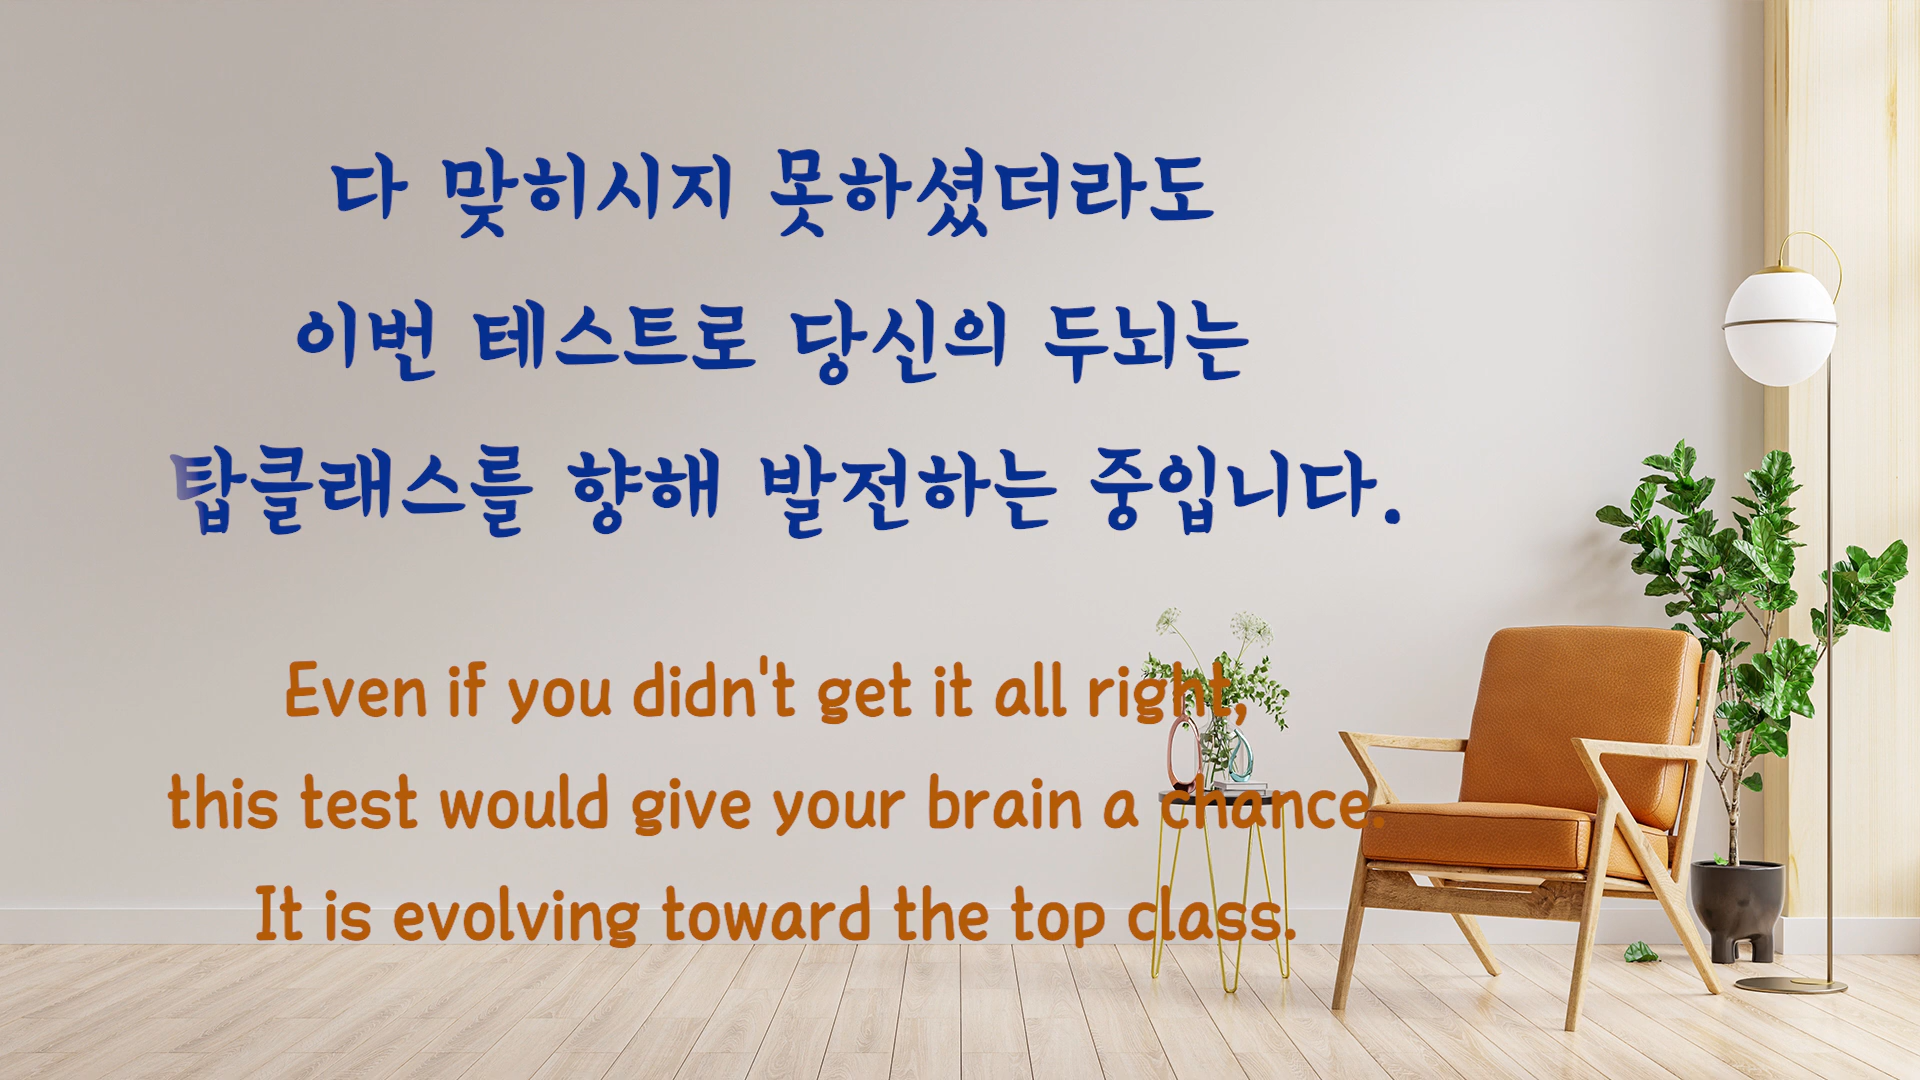 다 맞히시지 못하셨더라도
이번 테스트로 당신의 두뇌는
탑클래스를 향해 발전하는 중입니다.
Even if you didn't get it all right,
this test would give your brain a chance.
It is evolving toward the top class.